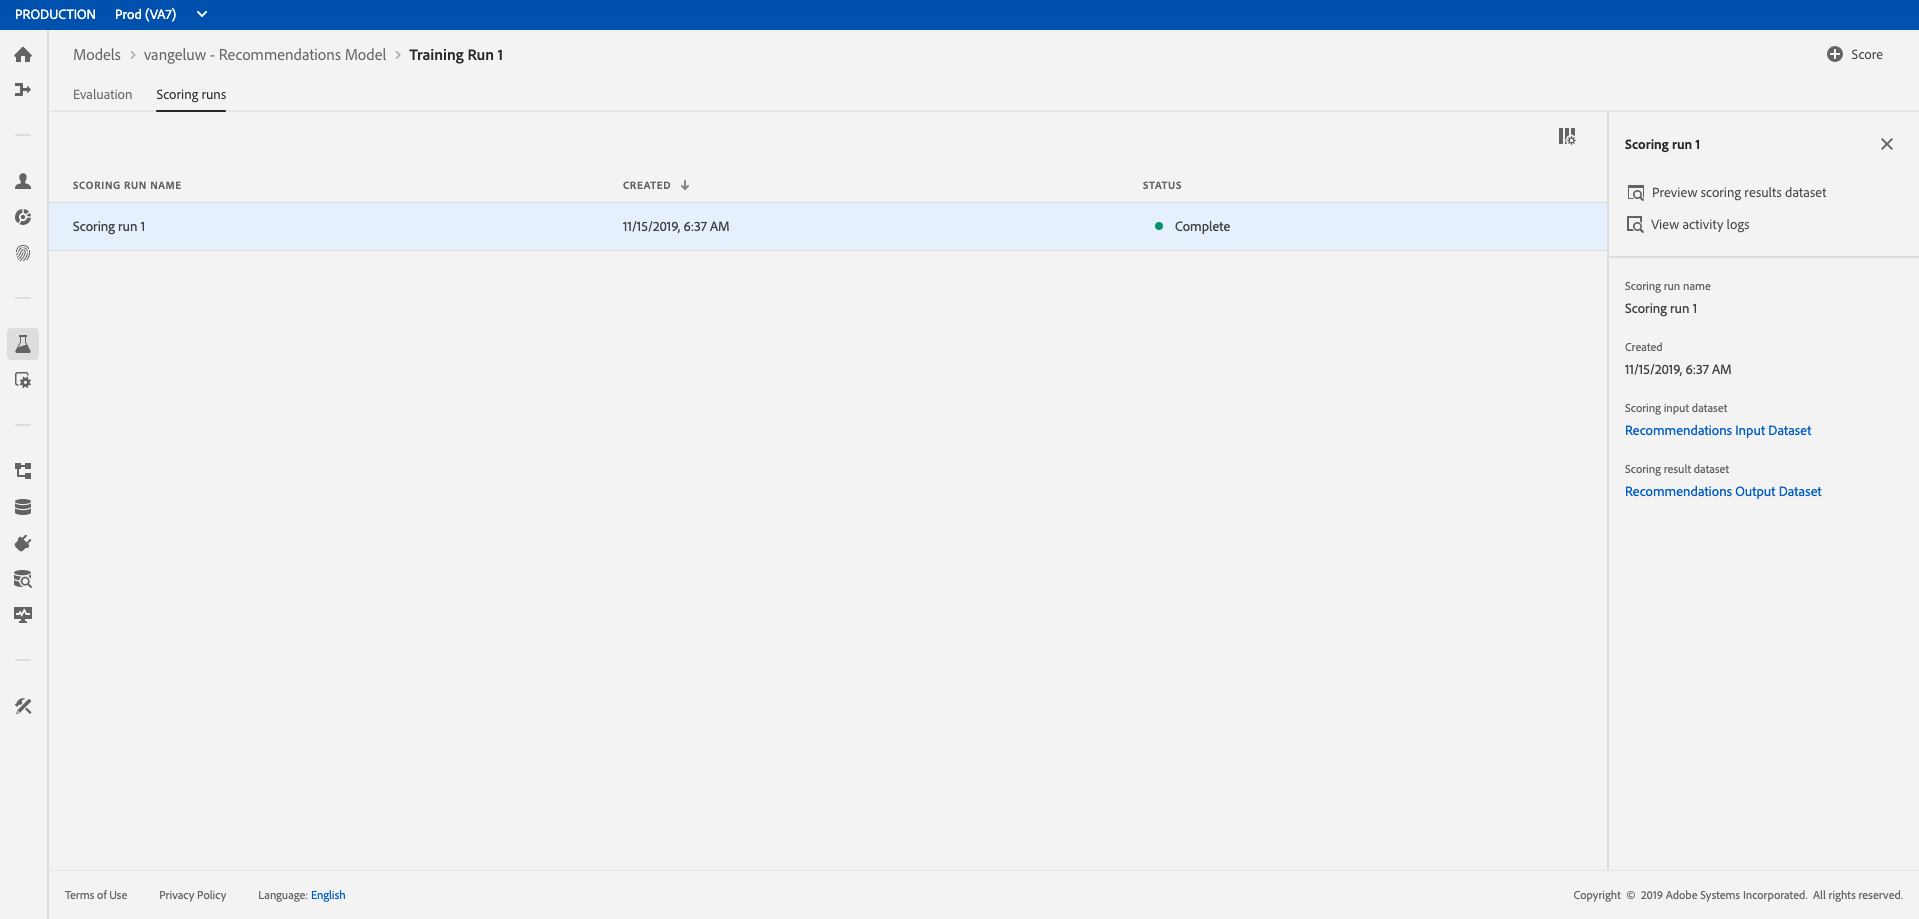 PRODUCTION Prod (VA7)
Models > vangeluw - Recommendations Model > Training Run 1
Score
Evaluation Scoring runs
SCORING RUN NAME CREATED STATUS
Scoring run 1 11/15/2019, 6:37 AM Complete
Scoring run 1
Preview scoring results dataset
View activity logs
Scoring run name
Scoring run 1
Created
11/15/2019, 6:37 AM
Scoring input dataset
Recommendations Input Dataset
Scoring result dataset
Recommendations Output Dataset
Terms of Use Privacy Policy Language: English
Copyright © 2019 Adobe Systems Incorporated. All rights reserved.